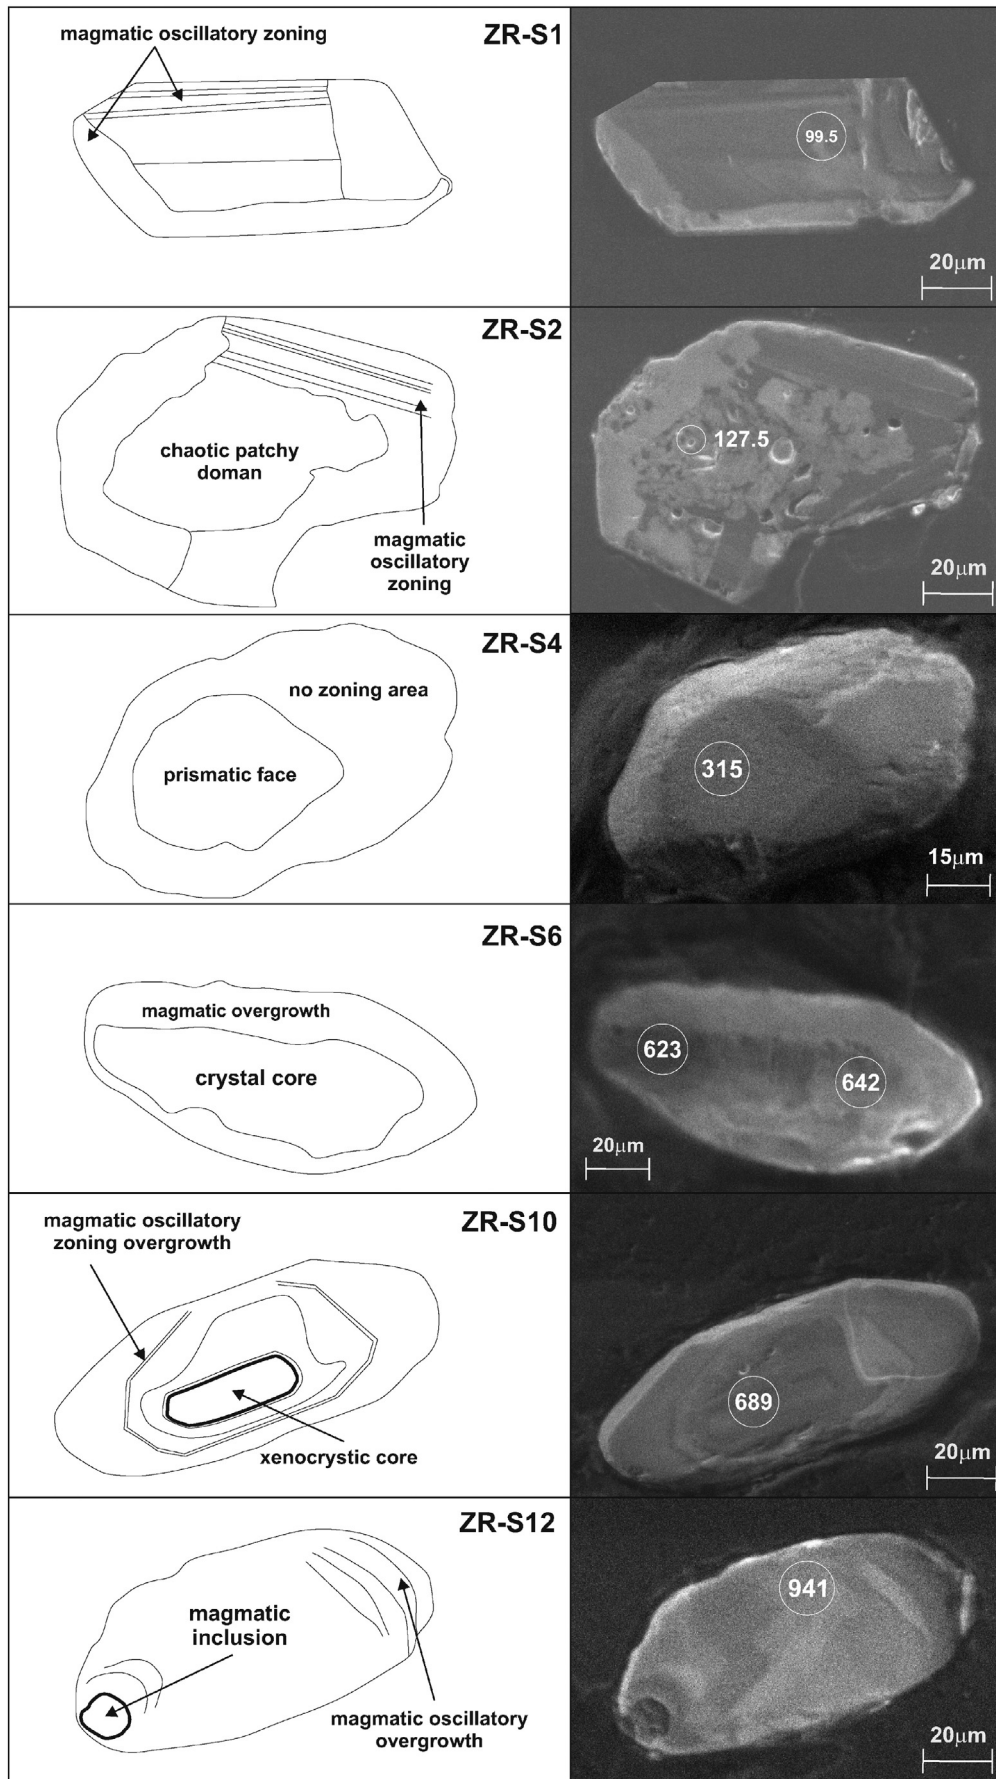 magmatic oscillatory zoning
ZR-S1
99.5
20μm
ZR-S2
chaotic patchy
doman
magmatic
oscillatory
zoning
127.5
20μm
ZR-S4
no zoning area
prismatic face
315
15μm
ZR-S6
magmatic overgrowth
crystal core
623
642
20μm
ZR-S10
magmatic oscillatory
zoning overgrowth
xenocrystic core
689
20μm
ZR-S12
magmatic
inclusion
magmatic oscillatory
overgrowth
941
20μm